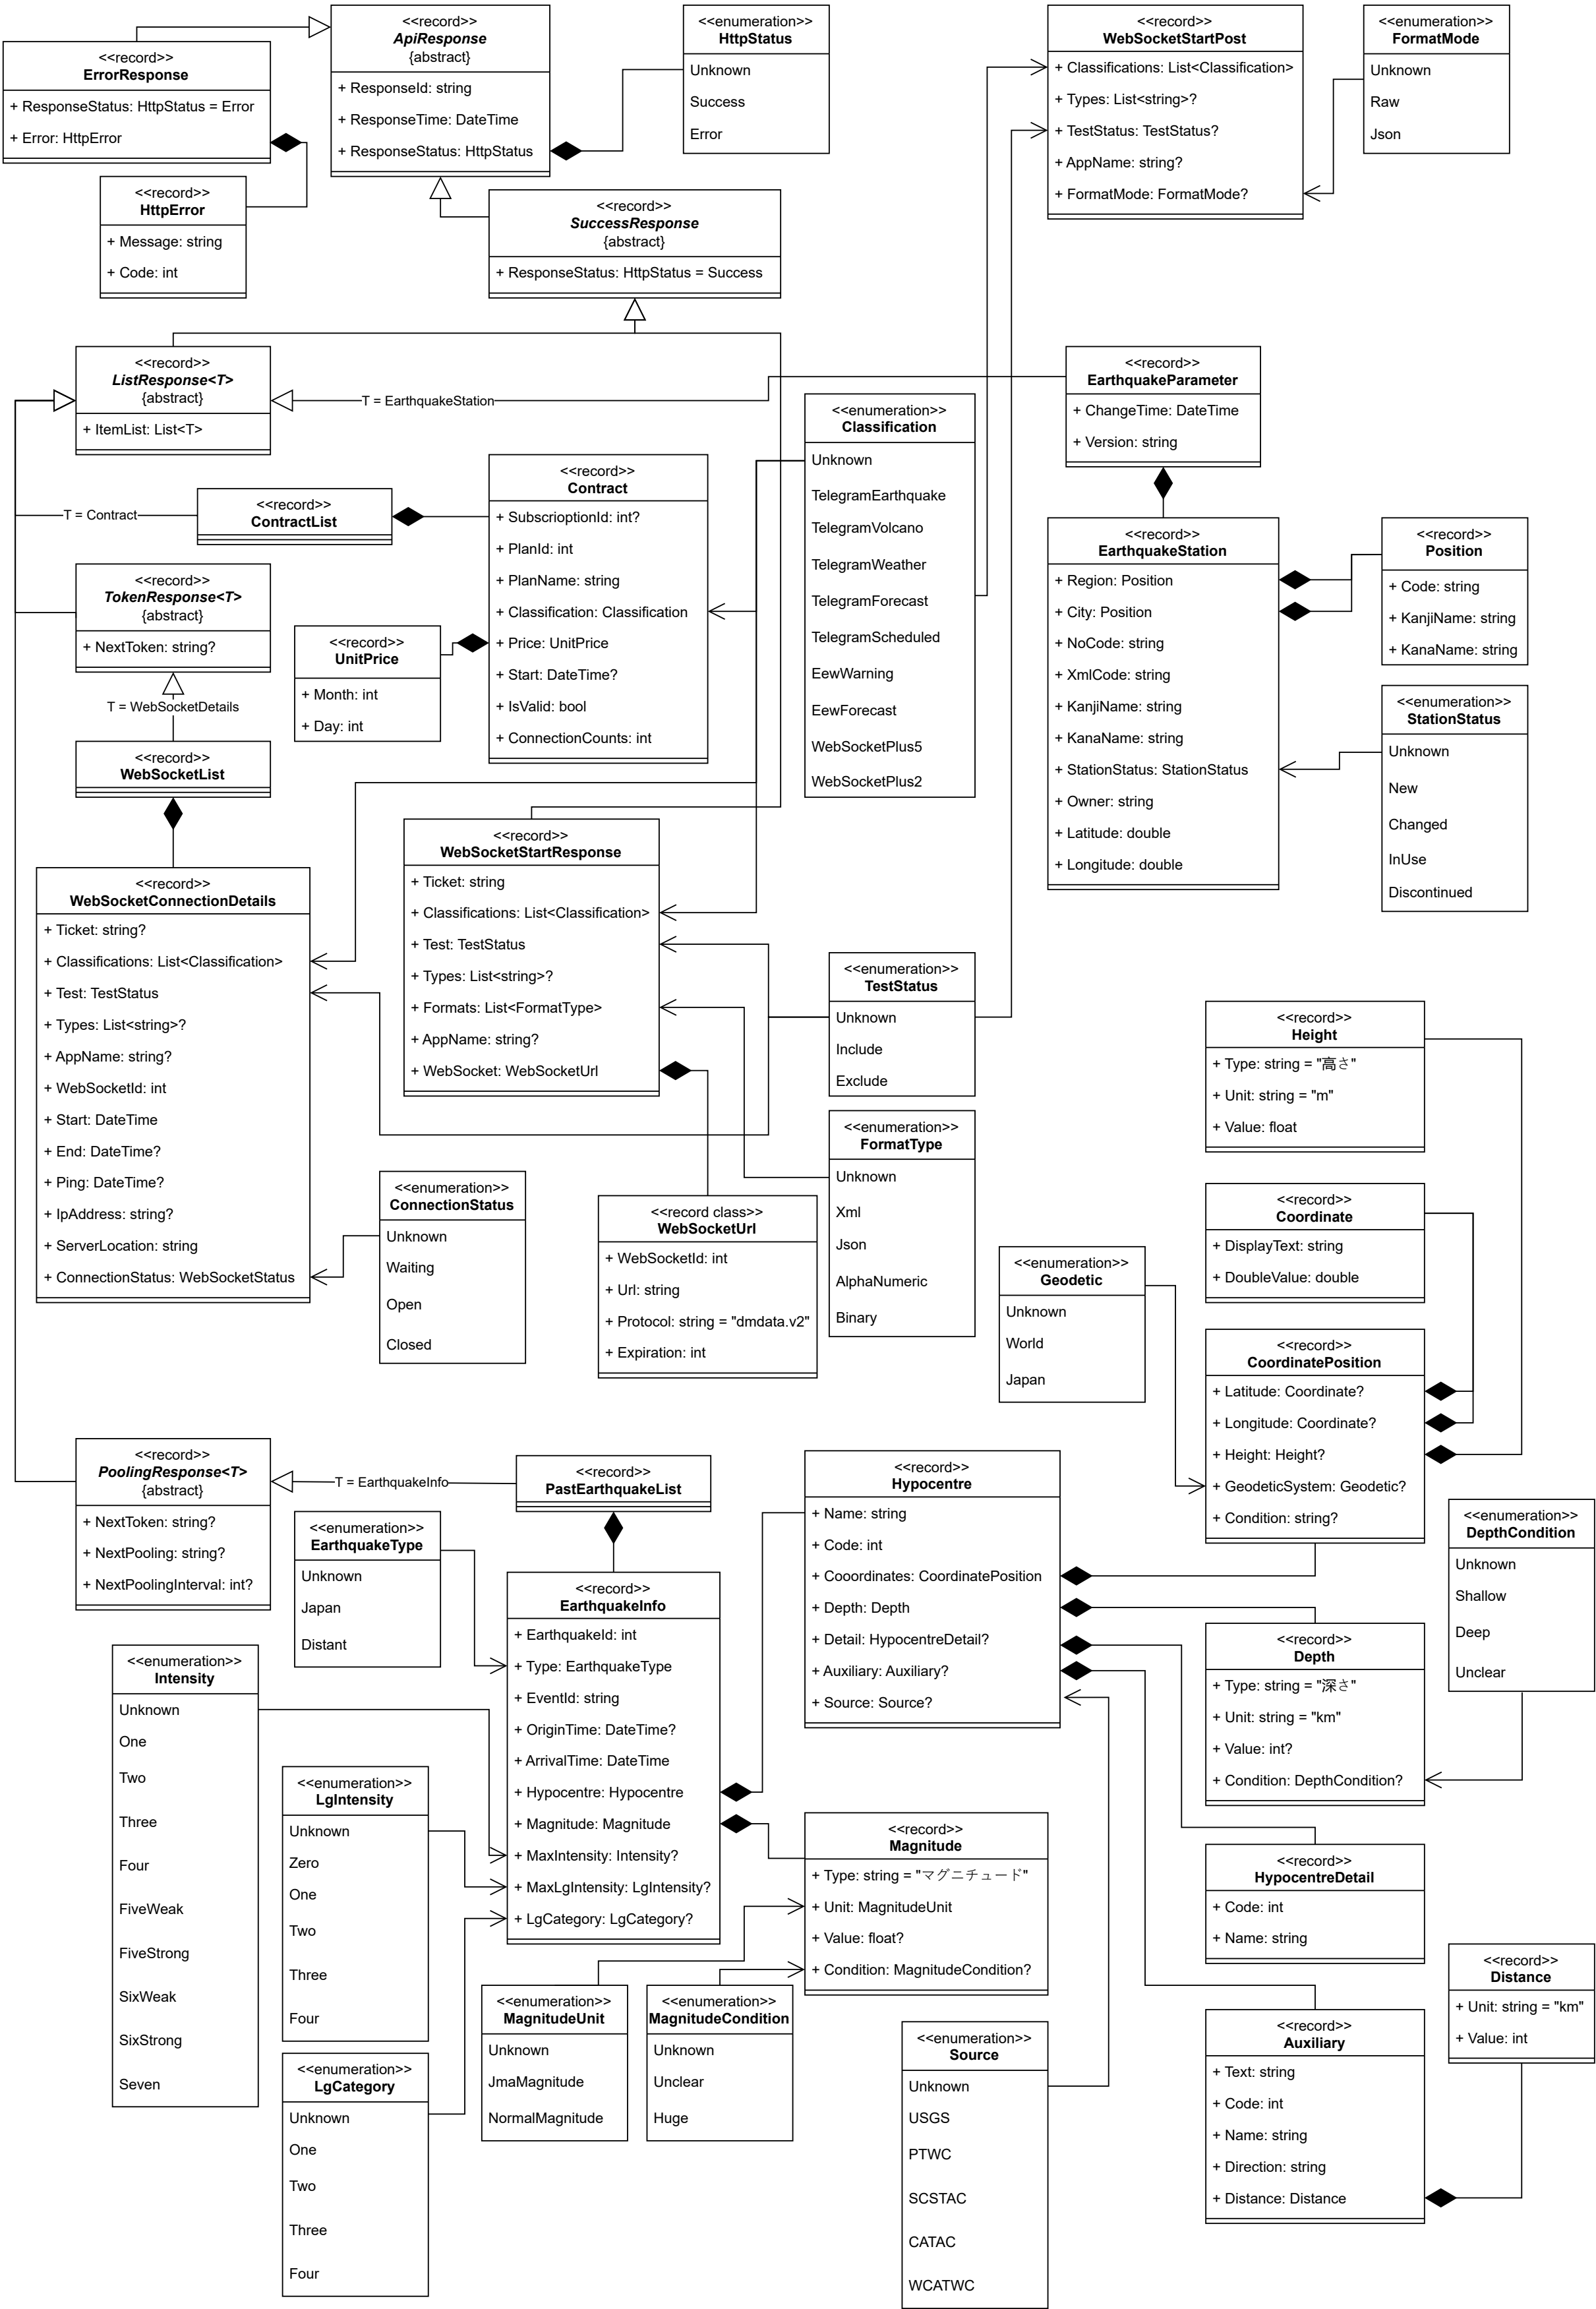 <<record>>
ErrorResponse
+ ResponseStatus: HttpStatus = Error
+ Error: HttpError
<<record>>
ApiResponse
{abstract}
+ ResponseId: string
+ ResponseTime: DateTime
+ ResponseStatus: HttpStatus
<<enumeration>>
HttpStatus
Unknown
Success
Error
<<record>>
WebSocketStartPost
+ Classifications: List<Classification>
+ Types: List<string>?
+ TestStatus: TestStatus?
+ AppName: string?
+ FormatMode: FormatMode?
<<enumeration>>
FormatMode
Unknown
Raw
Json
<<record>>
HttpError
+ Message: string
+ Code: int
<<record>>
SuccessResponse
{abstract}
+ ResponseStatus: HttpStatus = Success
<<record>>
ListResponse<T>
{abstract}
+ ItemList: List<T>
T = EarthquakeStation
<<record>>
EarthquakeParameter
+ ChangeTime: DateTime
+ Version: string
<<enumeration>>
Classification
Unknown
TelegramEarthquake
TelegramVolcano
TelegramWeather
TelegramForecast
TelegramScheduled
EewWarning
EewForecast
WebSocketPlus5
WebSocketPlus2
<<record>>
Contract
+ SubscrioptionId: int?
+ PlanId: int
+ PlanName: string
+ Classification: Classification
+ Price: UnitPrice
+ Start: DateTime?
+ IsValid: bool
+ ConnectionCounts: int
T = Contract
<<record>>
ContractList
<<record>>
TokenResponse<T>
{abstract}
+ NextToken: string?
<<record>>
UnitPrice
+ Month: int
+ Day: int
T = WebSocketDetails
<<record>>
WebSocketList
<<record>>
EarthquakeStation
+ Region: Position
+ City: Position
+ NoCode: string
+ XmlCode: string
+ KanjiName: string
+ KanaName: string
+ StationStatus: StationStatus
+ Owner: string
+ Latitude: double
+ Longitude: double
<<record>>
Position
+ Code: string
+ KanjiName: string
+ KanaName: string
<<enumeration>>
StationStatus
Unknown
New
Changed
InUse
Discontinued
<<record>>
WebSocketConnectionDetails
+ Ticket: string?
+ Classifications: List<Classification>
+ Test: TestStatus
+ Types: List<string>?
+ AppName: string?
+ WebSocketId: int
+ Start: DateTime
+ End: DateTime?
+ Ping: DateTime?
+ IpAddress: string?
+ ServerLocation: string
+ ConnectionStatus: WebSocketStatus
<<record>>
WebSocketStartResponse
+ Ticket: string
+ Classifications: List<Classification>
+ Test: TestStatus
+ Types: List<string>?
+ Formats: List<FormatType>
+ AppName: string?
+ WebSocket: WebSocketUrl
<<enumeration>>
TestStatus
Unknown
Include
Exclude
<<enumeration>>
FormatType
Unknown
Xml
Json
AlphaNumeric
Binary
<<enumeration>>
ConnectionStatus
Unknown
Waiting
Open
Closed
<<record class>>
WebSocketUrl
+ WebSocketId: int
+ Url: string
+ Protocol: string = "dmdata.v2"
+ Expiration: int
<<record>>
Height
+ Type: string = "高さ"
+ Unit: string = "m"
+ Value: float
<<record>>
Coordinate
+ DisplayText: string
+ DoubleValue: double
<<enumeration>>
Geodetic
Unknown
World
Japan
<<record>>
CoordinatePosition
+ Latitude: Coordinate?
+ Longitude: Coordinate?
+ Height: Height?
+ GeodeticSystem: Geodetic?
+ Condition: string?
<<record>>
PoolingResponse<T>
{abstract}
+ NextToken: string?
+ NextPooling: string?
+ NextPoolingInterval: int?
T = EarthquakeInfo
<<record>>
PastEarthquakeList
<<enumeration>>
EarthquakeType
Unknown
Japan
Distant
<<record>>
EarthquakeInfo
+ EarthquakeId: int
+ Type: EarthquakeType
+ EventId: string
+ OriginTime: DateTime?
+ ArrivalTime: DateTime
+ Hypocentre: Hypocentre
+ Magnitude: Magnitude
+ MaxIntensity: Intensity?
+ MaxLgIntensity: LgIntensity?
+ LgCategory: LgCategory?
<<record>>
Hypocentre
+ Name: string
+ Code: int
+ Cooordinates: CoordinatePosition
+ Depth: Depth
+ Detail: HypocentreDetail?
+ Auxiliary: Auxiliary?
+ Source: Source?
<<enumeration>>
DepthCondition
Unknown
Shallow
Deep
Unclear
<<record>>
Depth
+ Type: string = "深さ"
+ Unit: string = "km"
+ Value: int?
+ Condition: DepthCondition?
<<enumeration>>
Intensity
Unknown
One
Two
Three
Four
FiveWeak
FiveStrong
SixWeak
SixStrong
Seven
<<enumeration>>
LgIntensity
Unknown
Zero
One
Two
Three
Four
<<enumeration>>
LgCategory
Unknown
One
Two
Three
Four
<<record>>
Magnitude
+ Type: string = "マグニチュード"
+ Unit: MagnitudeUnit
+ Value: float?
+ Condition: MagnitudeCondition?
<<enumeration>>
MagnitudeUnit
Unknown
JmaMagnitude
NormalMagnitude
<<enumeration>>
MagnitudeCondition
Unknown
Unclear
Huge
<<enumeration>>
Source
Unknown
USGS
PTWC
SCSTAC
CATAC
WCATWC
<<record>>
HypocentreDetail
+ Code: int
+ Name: string
<<record>>
Distance
+ Unit: string = "km"
+ Value: int
<<record>>
Auxiliary
+ Text: string
+ Code: int
+ Name: string
+ Direction: string
+ Distance: Distance